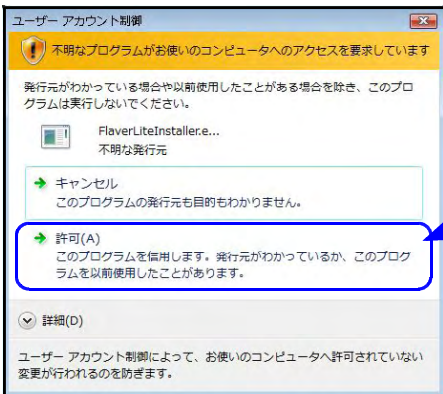 ユーザー アカウント制御
不明なプログラムがお使いのコンピュータへのアクセスを要求しています
発行元がわかっている場合や以前使用したことがある場合を除き、このプロ
グラムは実行しないでください。
FlaverLiteInstaller.e...
不明な発行元
キャンセル
このプログラムの発行元も目的もわかりません。
許可(A)
このプログラムを信用します。発行元がわかっているか、このプログ
ラムを以前使用したことがあります。
詳細(D)
ユーザー アカウント制御によって、お使いのコンピュータへ許可されていない
変更が行われるのを防ぎます。